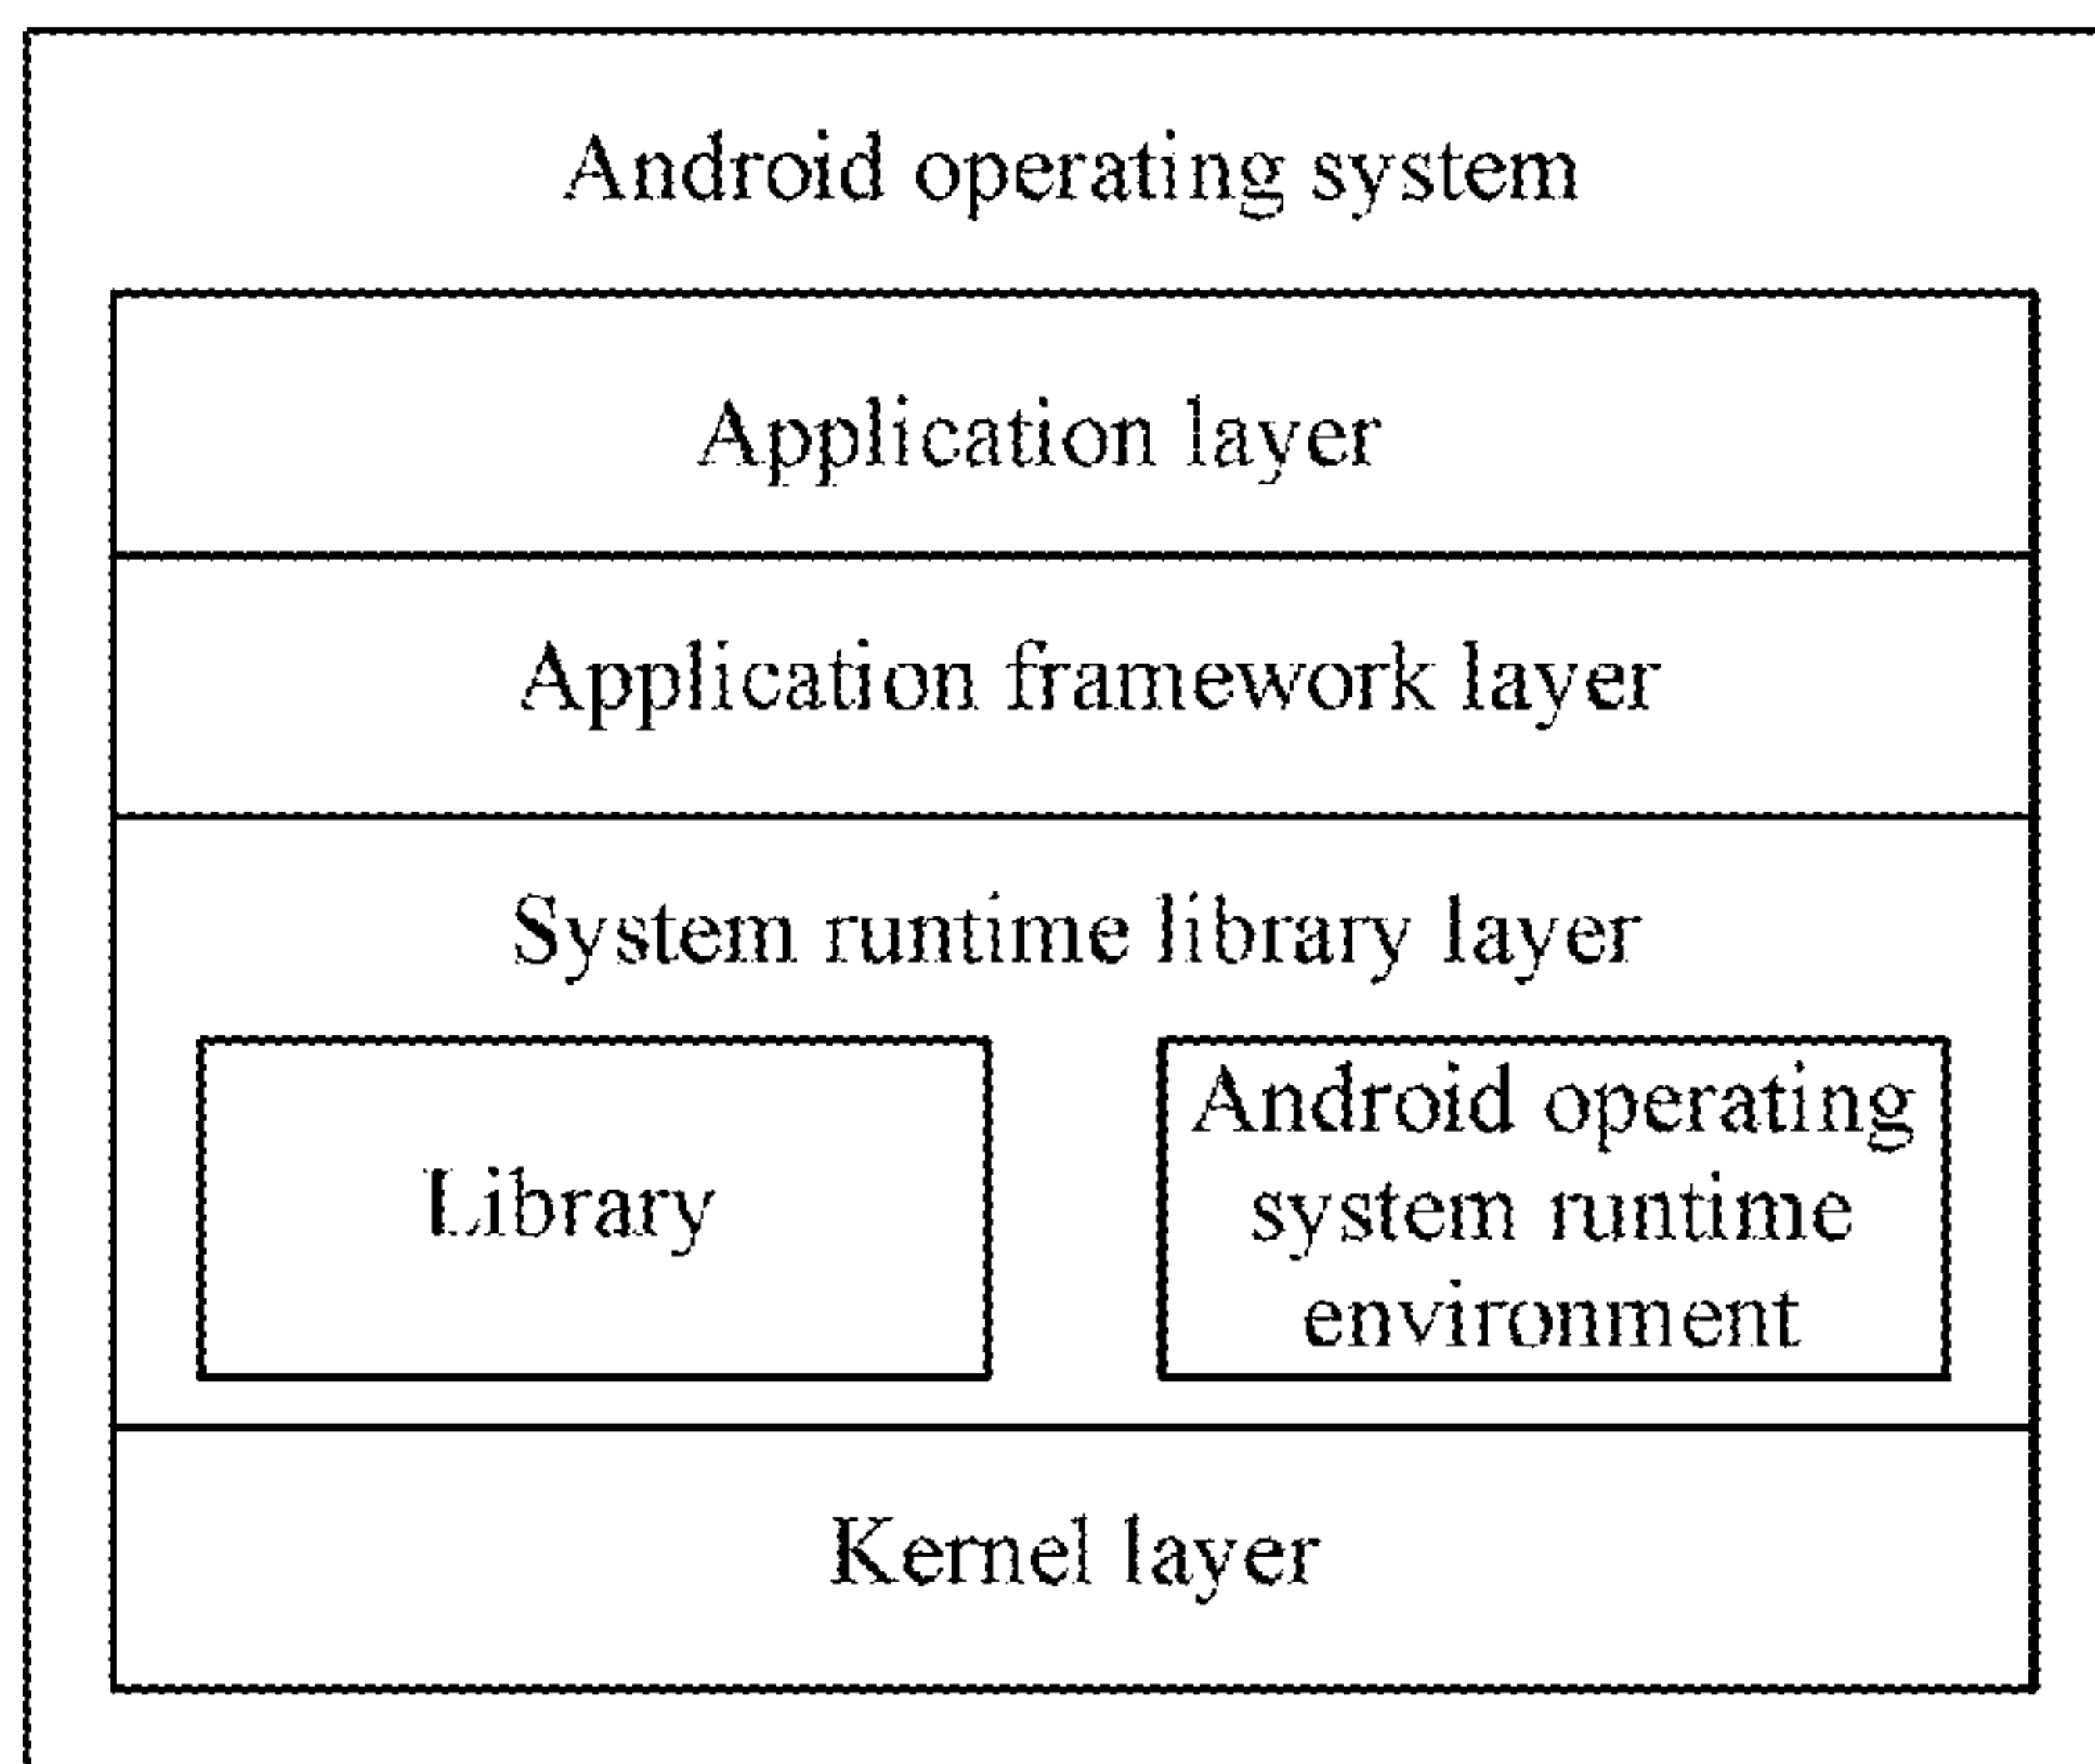 Android operating system
Application layer
Application framework layer
System runtime library layer
Library
Android operating
system runtime
environment
Kernel layer